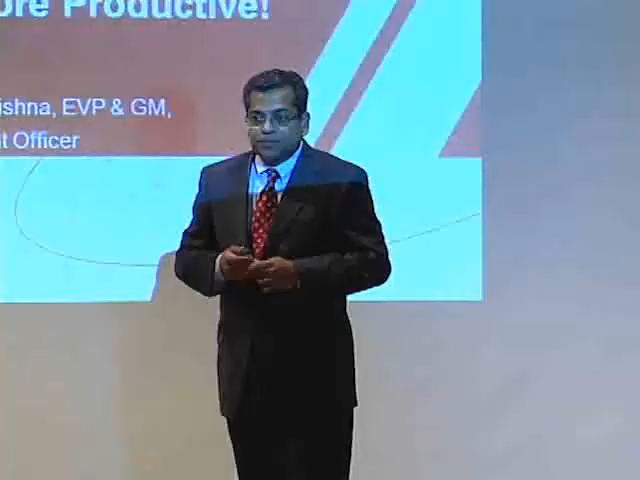 ore Productive!
ishna, EVP & GM,
t Officer